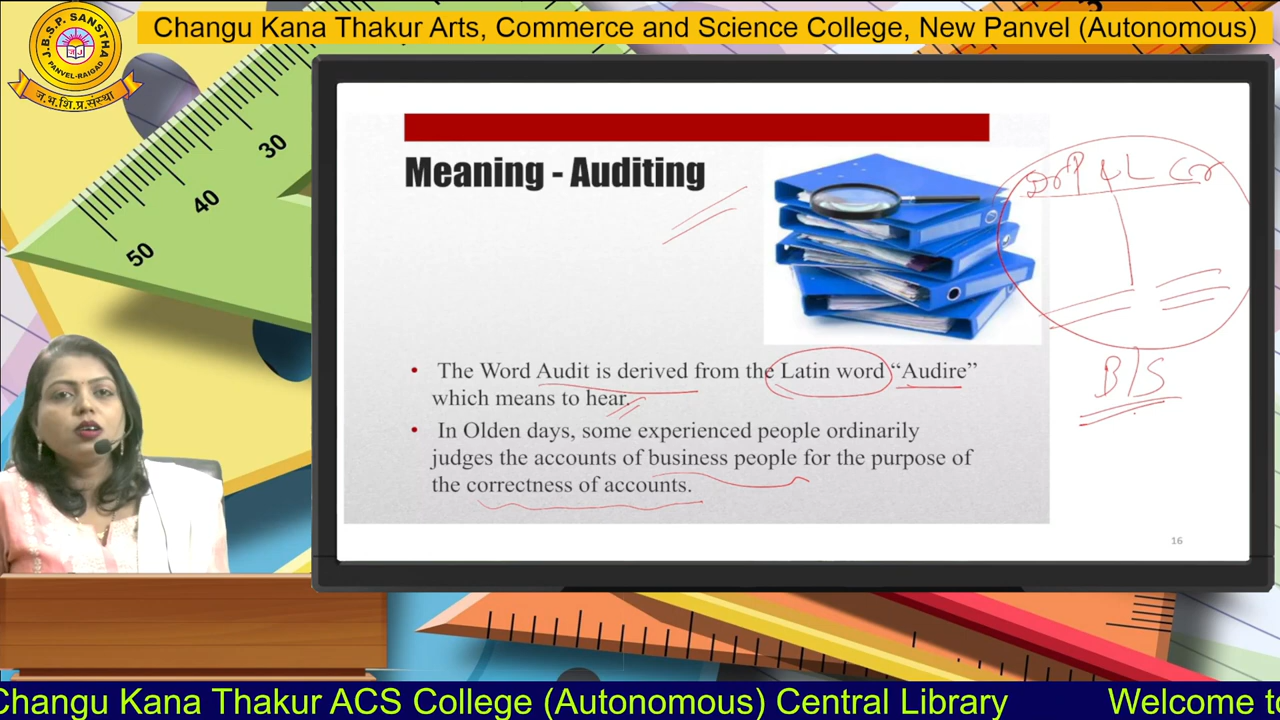 Changu Kana Thakur Arts, Commerce and Science College, New Panvel (Autonomous)
J.B.S.P. SANSTHA
PANVEL-RAIGAD
ज.भ.शि.प्र.संस्था
30
40
50
Meaning - Auditing
Dr P & L Cr
B/S
• The Word Audit is derived from the Latin word “Audire”
which means to hear.
• In Olden days, some experienced people ordinarily
judges the accounts of business people for the purpose of
the correctness of accounts.
16
Changu Kana Thakur ACS College (Autonomous) Central Library Welcome to